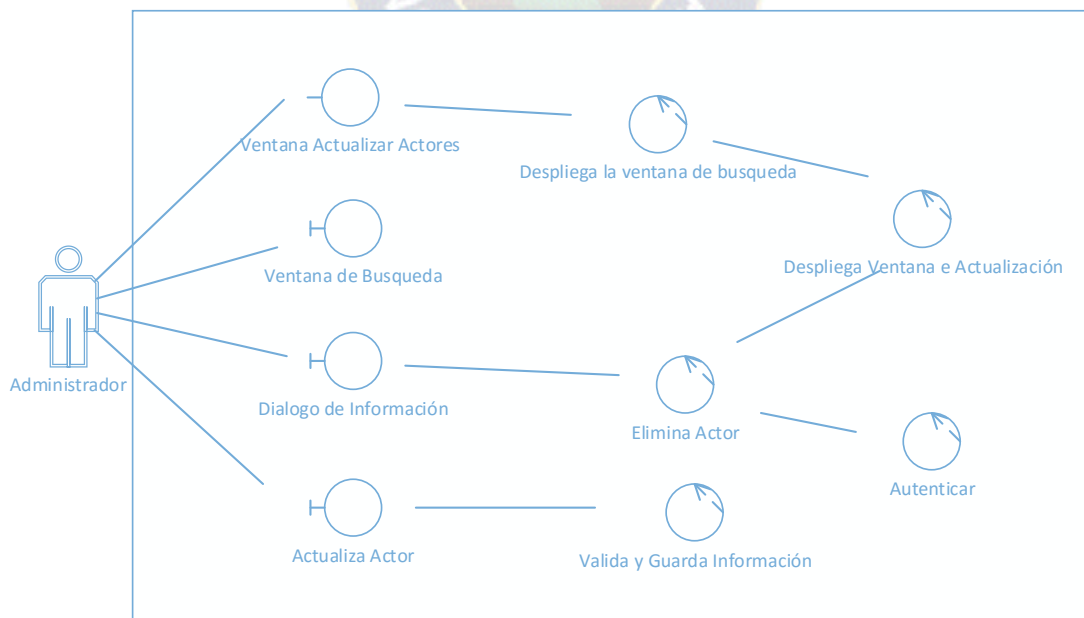 Ventana Actualizar Actores
Despliega la ventana de busqueda
Ventana de Busqueda
Despliega Ventana e Actualización
Administrador
Dialogo de Información
Elimina Actor
Autenticar
Actualiza Actor
Valida y Guarda Información